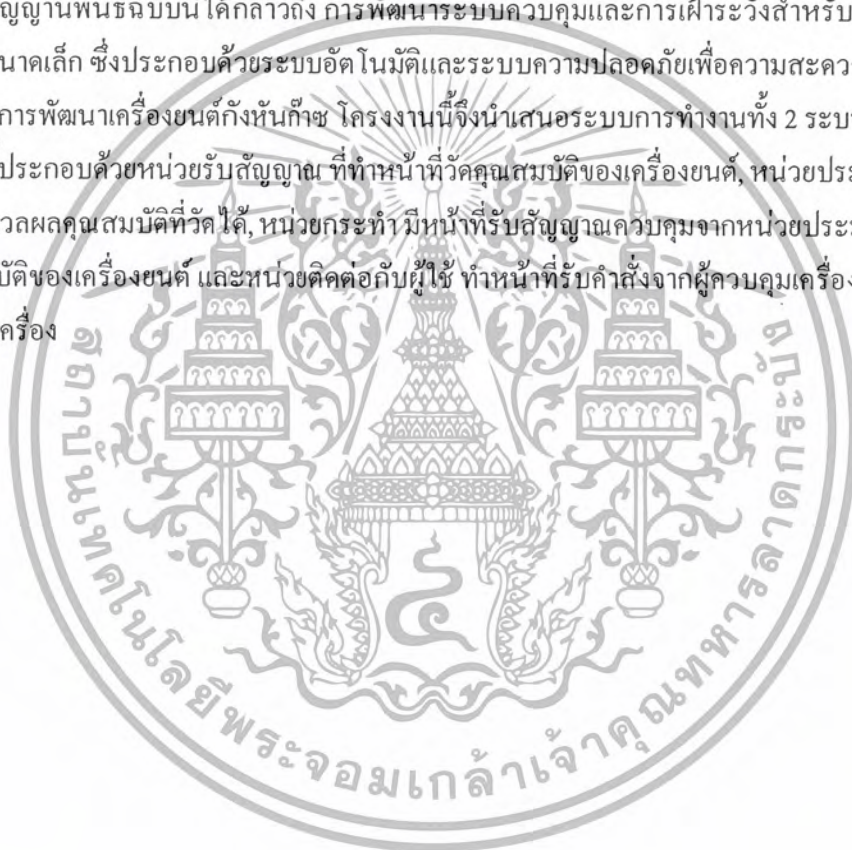 ญญานิพนธ์ฉบับนี้ได้กล่าวถึง การพัฒนาระบบควบคุมและการเฝ้าระวังสำหรับ
นาดเล็ก ซึ่งประกอบด้วยระบบอัตโนมัติและระบบความปลอดภัยเพื่อความสะดว
การพัฒนาเครื่องยนต์กังหันก๊าซ โครงงานนี้จึงนำเสนอระบบการทำงานทั้ง 2 ระบ
ประกอบด้วยหน่วยรับสัญญาณ ที่ทำหน้าที่วัดคุณสมบัติของเครื่องยนต์, หน่วยประ
วลผลคุณสมบัติที่วัดได้, หน่วยกระทำ มีหน้าที่รับสัญญาณควบคุมจากหน่วยประ
บัติของเครื่องยนต์ และหน่วยติดต่อกับผู้ใช้ ทำหน้าที่รับคำสั่งจากผู้ควบคุมเครื่อง
ครื่อง
สถาบันเทคโนโลยีพระจอมเกล้าเจ้าคุณทหารลาดกระบัง
๔